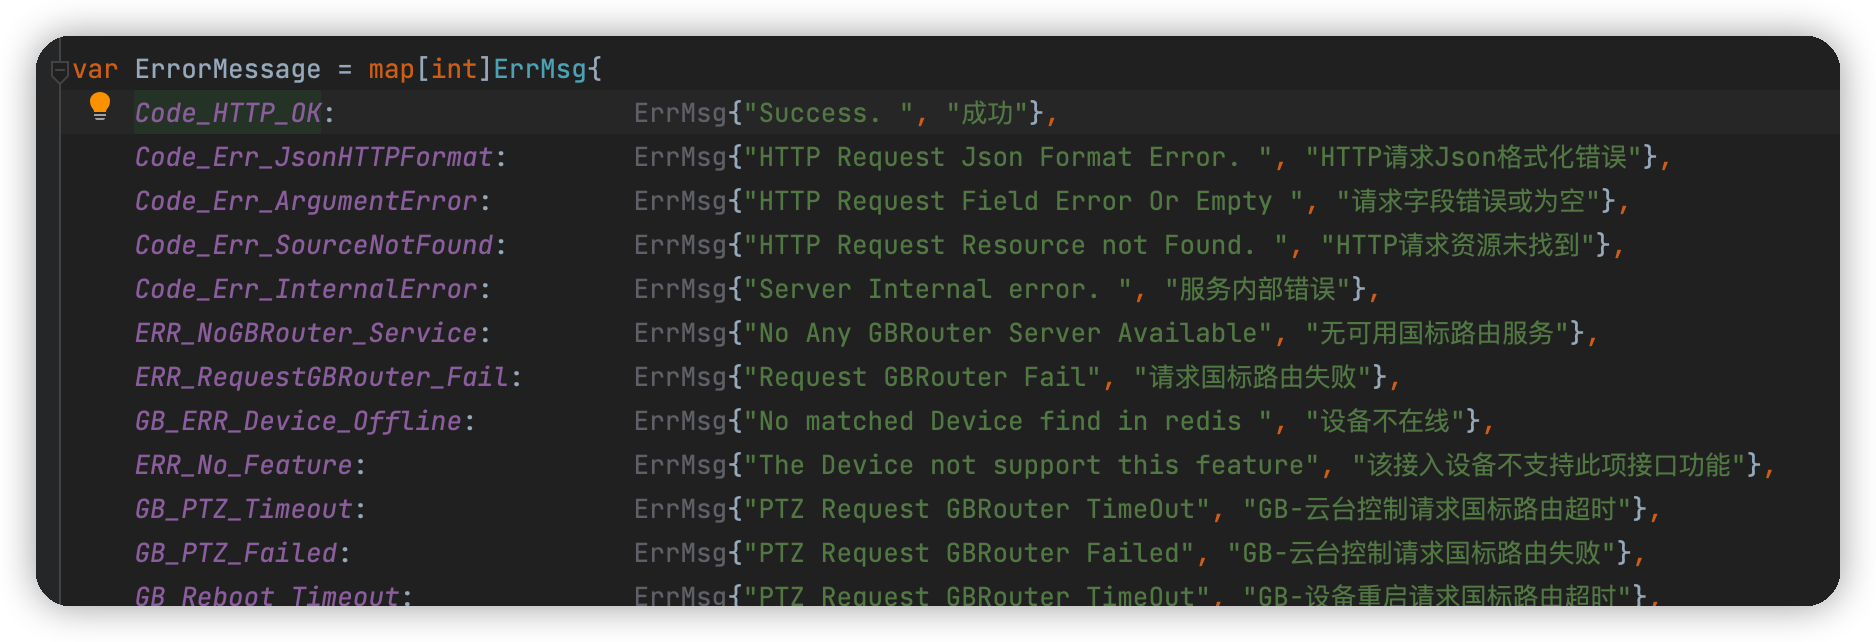 var ErrorMessage = map[int]ErrMsg{
Code_HTTP_OK: ErrMsg{"Success. ", "成功"},
Code_Err_JsonHTTPFormat: ErrMsg{"HTTP Request Json Format Error. ", "HTTP请求Json格式化错误"},
Code_Err_ArgumentError: ErrMsg{"HTTP Request Field Error Or Empty ", "请求字段错误或为空"},
Code_Err_SourceNotFound: ErrMsg{"HTTP Request Resource not Found. ", "HTTP请求资源未找到"},
Code_Err_InternalError: ErrMsg{"Server Internal error. ", "服务内部错误"},
ERR_NoGBRouter_Service: ErrMsg{"No Any GBRouter Server Available", "无可用国标路由服务"},
ERR_RequestGBRouter_Fail: ErrMsg{"Request GBRouter Fail", "请求国标路由失败"},
GB_ERR_Device_Offline: ErrMsg{"No matched Device find in redis ", "设备不在线"},
ERR_No_Feature: ErrMsg{"The Device not support this feature", "该接入设备不支持此项接口功能"},
GB_PTZ_Timeout: ErrMsg{"PTZ Request GBRouter TimeOut", "GB-云台控制请求国标路由超时"},
GB_PTZ_Failed: ErrMsg{"PTZ Request GBRouter Failed", "GB-云台控制请求国标路由失败"},
GB_Reboot_Timeout: ErrMsg{"PTZ Request GBRouter TimeOut", "GB-设备重启请求国标路由超时"},